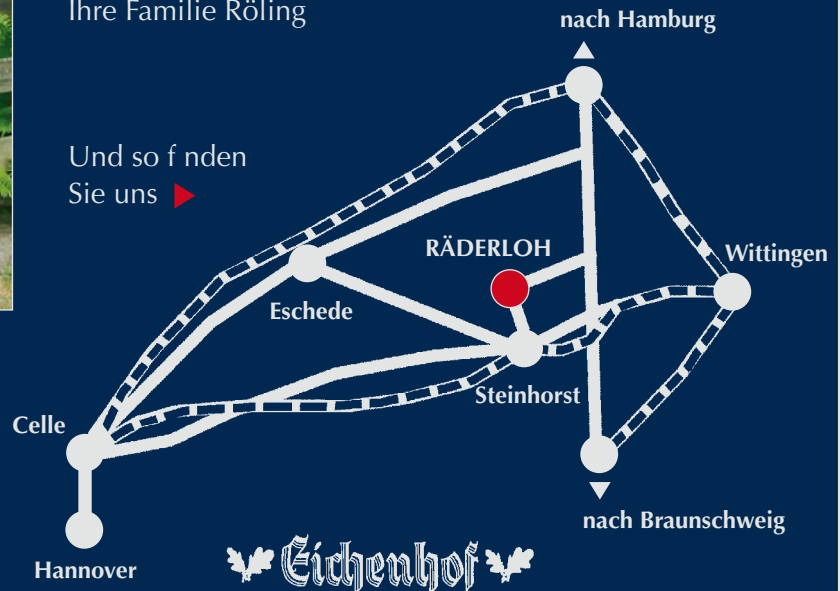 Ihre Familie Röling
nach Hamburg
Und so f nden
Sie uns
RÄDERLOH
Wittingen
Eschede
Steinhorst
Celle
nach Braunschweig
Eichenhof
Hannover